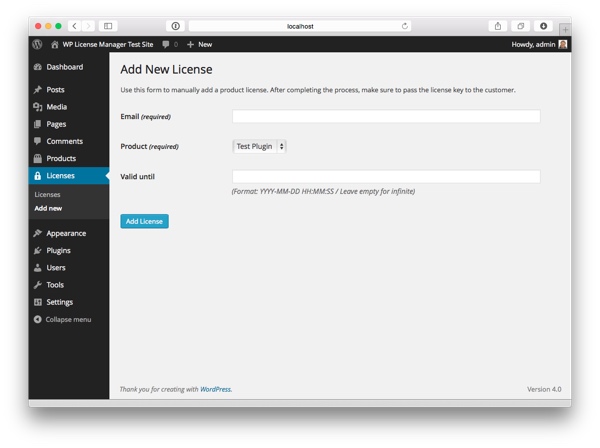 localhost
WP License Manager Test Site 0 New Howdy, admin
Dashboard
Posts
Media
Pages
Comments
Products
Licenses
Licenses
Add new
Appearance
Plugins
Users
Tools
Settings
Collapse menu
Add New License
Use this form to manually add a product license. After completing the process, make sure to pass the license key to the customer.
Email (required)
Product (required) Test Plugin
Valid until
(Format: YYYY-MM-DD HH:MM:SS / Leave empty for infinite)
Add License
Thank you for creating with WordPress. Version 4.0